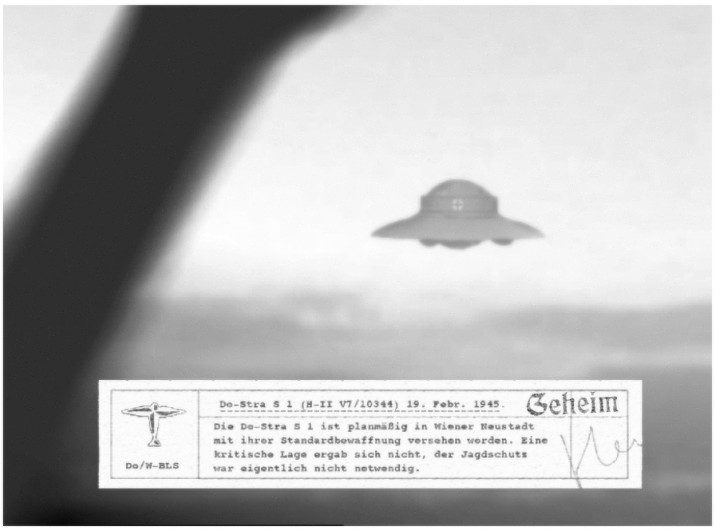 Do-Stra S 1 (H-II V7/10344) 19. Febr. 1945.
Geheim
Die Do-Stra S 1 ist planmäßig in Wiener Neustadt
mit ihrer Standardbewaffnung versehen worden. Eine
kritische Lage ergab sich nicht, der Jagdschutz
war eigentlich nicht notwendig.
Do/W-BLS